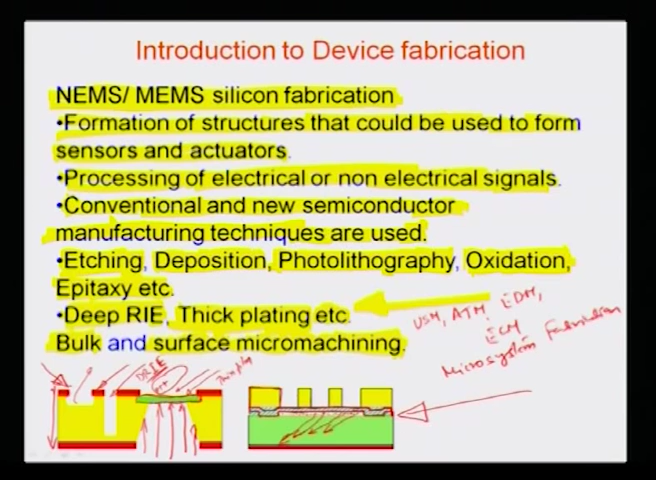 Introduction to Device fabrication
NEMS/ MEMS silicon fabrication
•Formation of structures that could be used to form
sensors and actuators.
•Processing of electrical or non electrical signals.
•Conventional and new semiconductor
manufacturing techniques are used.
•Etching, Deposition, Photolithography, Oxidation,
Epitaxy etc.
•Deep RIE, Thick plating etc.
Bulk and surface micromachining.
USM, ATM, EDM,
ECM
Microsystem Fabrication
DRIE